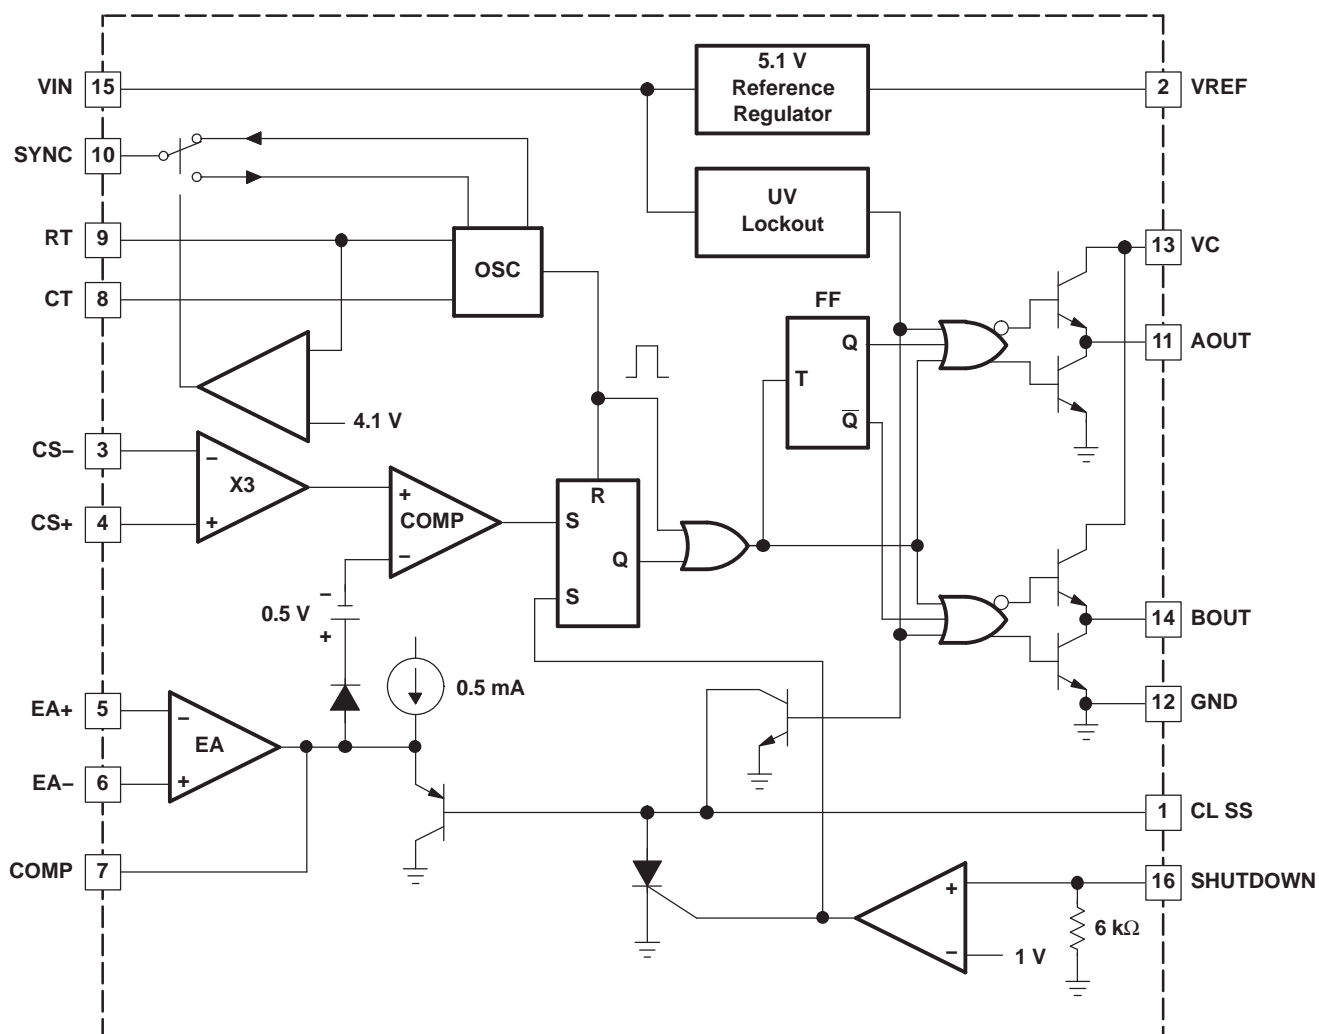 VIN 15
5.1 V
Reference
Regulator
2 VREF
SYNC 10
UV
Lockout
RT 9
OSC
13 VC
CT 8
FF
Q
11 AOUT
T
4.1 V
Q
CS– 3
–
X3
R
CS+ 4
+
+
COMP
–
S
Q
S
–
0.5 V
+
14 BOUT
0.5 mA
EA+ 5
–
EA
12 GND
EA– 6
+
1 CL SS
COMP 7
+
16 SHUTDOWN
6 kΩ
–
1 V